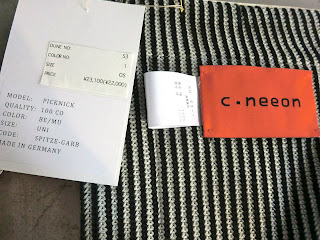 DUNE NO.
COLOR NO. 53
SIZE 1
PRICE OS
¥23,100(¥22,000)
MODEL: PICKNICK
QUALITY: 100 CO
COLOR: BE/MU
SIZE: UNI
CODE: SPITZE-GARB
MADE IN GERMANY
c.neeon